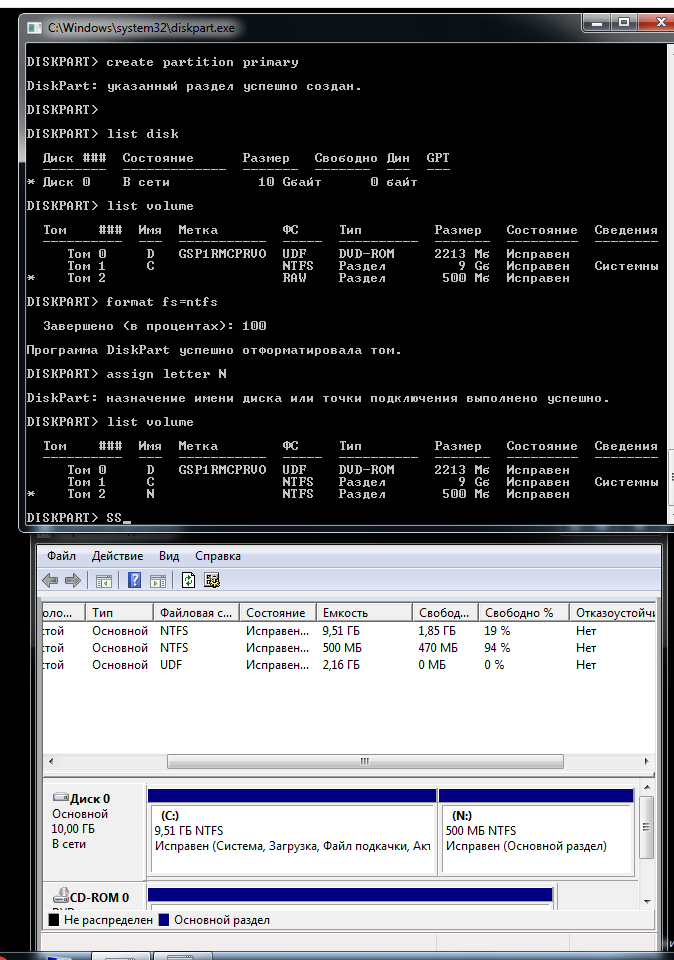 C:\Windows\system32\diskpart.exe
DISKPART> create partition primary
DiskPart: указанный раздел успешно создан.
DISKPART>
DISKPART> list disk
Диск ### Состояние Размер Свободно Дин GPT
* Диск 0 В сети 10 Gбайт 0 байт
DISKPART> list volume
Том ### Имя Метка ФС Тип Размер Состояние Сведения
Том 0 D GSP1RMCPRVO UDF DVD-ROM 2213 Mб Исправен
Том 1 C NTFS Раздел 9 Gб Исправен Системны
* Том 2 RAW Раздел 500 Mб Исправен
DISKPART> format fs=ntfs
Завершено (в процентах): 100
Программа DiskPart успешно отформатировала том.
DISKPART> assign letter N
DiskPart: назначение имени диска или точки подключения выполнено успешно.
DISKPART> list volume
Том ### Имя Метка ФС Тип Размер Состояние Сведения
Том 0 D GSP1RMCPRVO UDF DVD-ROM 2213 Mб Исправен
Том 1 C NTFS Раздел 9 Gб Исправен Системны
* Том 2 N NTFS Раздел 500 Mб Исправен
DISKPART> SS_
Файл Действие Вид Справка
оло... Тип Файловая с... Состояние Емкость Свобод... Свободно % Отказоустойчи
стой Основной NTFS Исправен... 9,51 ГБ 1,85 ГБ 19 % Нет
стой Основной NTFS Исправен... 500 МБ 470 МБ 94 % Нет
стой Основной UDF Исправен... 2,16 ГБ 0 МБ 0 % Нет
Диск 0
Основной
10,00 ГБ
В сети
(C:)
9,51 ГБ NTFS
Исправен (Система, Загрузка, Файл подкачки, Акт
(N:)
500 МБ NTFS
Исправен (Основной раздел)
CD-ROM 0
Не распределен Основной раздел